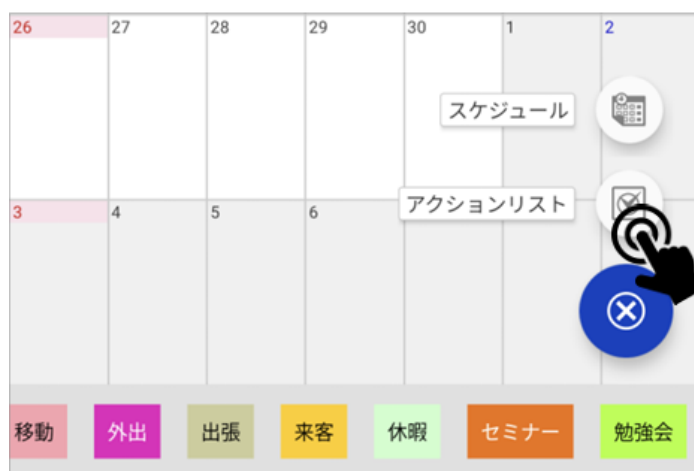 26 27 28 29 30 1 2
スケジュール
アクションリスト
3 4 5 6
移動 外出 出張 来客 休暇 セミナー 勉強会